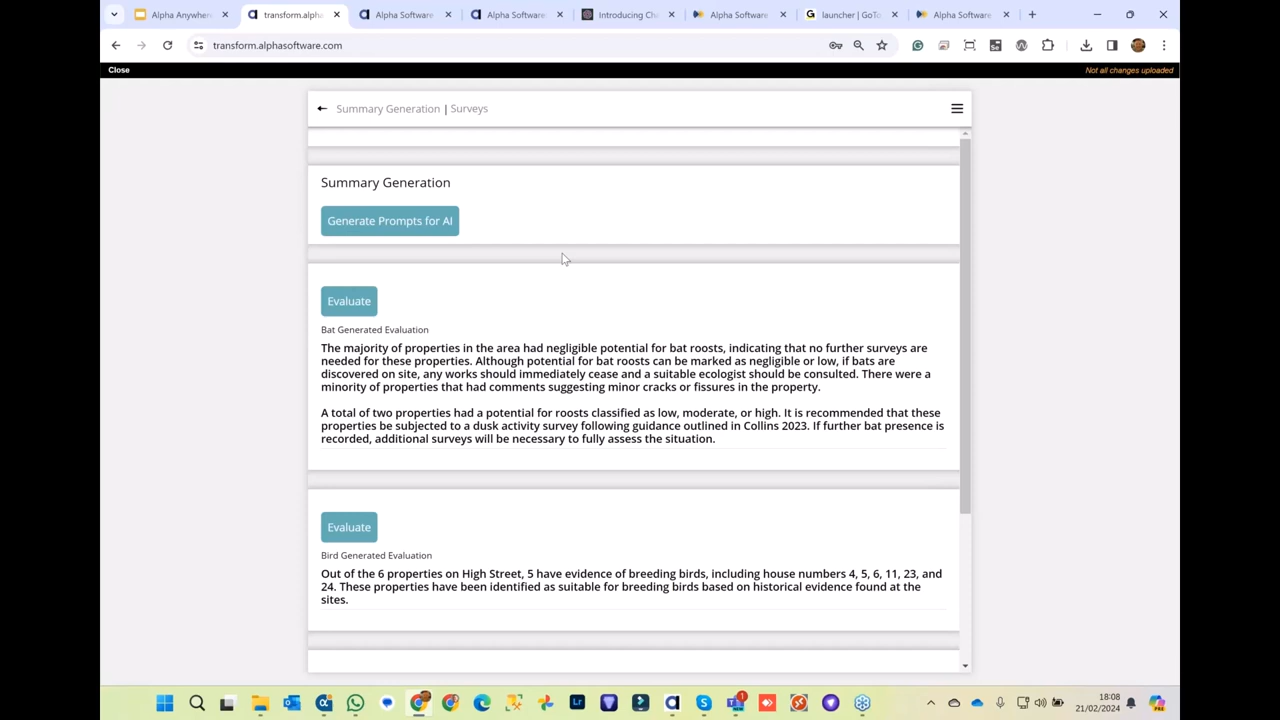 Alpha Anywher
transform.alpha
Alpha Software
Alpha Software
Introducing Cha
Alpha Software
launcher | GoTo
Alpha Software
transform.alphasoftware.com
Close
Not all changes uploaded
Summary Generation | Surveys
Summary Generation
Generate Prompts for AI
Evaluate
Bat Generated Evaluation
The majority of properties in the area had negligible potential for bat roosts, indicating that no further surveys are
needed for these properties. Although potential for bat roosts can be marked as negligible or low, if bats are
discovered on site, any works should immediately cease and a suitable ecologist should be consulted. There were a
minority of properties that had comments suggesting minor cracks or fissures in the property.
A total of two properties had a potential for roosts classified as low, moderate, or high. It is recommended that these
properties be subjected to a dusk activity survey following guidance outlined in Collins 2023. If further bat presence is
recorded, additional surveys will be necessary to fully assess the situation.
Evaluate
Bird Generated Evaluation
Out of the 6 properties on High Street, 5 have evidence of breeding birds, including house numbers 4, 5, 6, 11, 23, and
24. These properties have been identified as suitable for breeding birds based on historical evidence found at the
sites.
18:08
21/02/2024